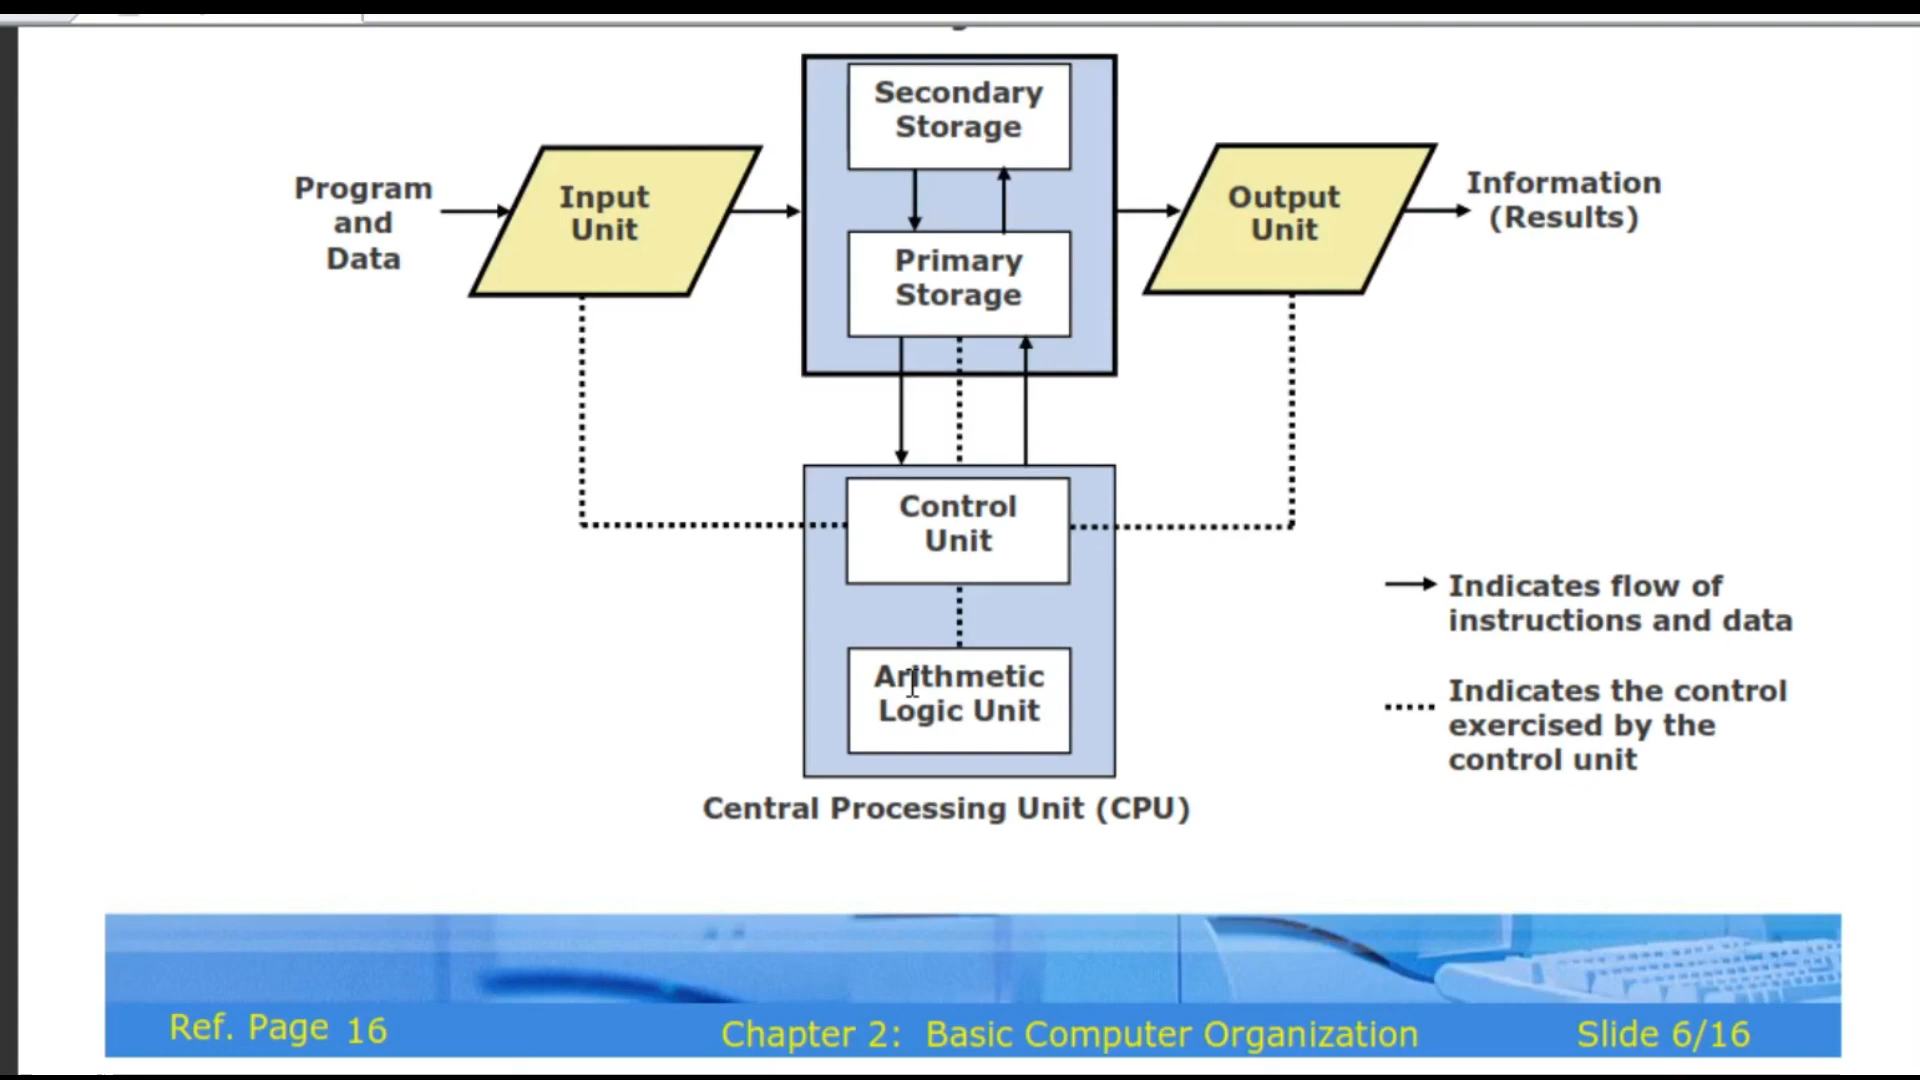 Secondary
Storage
Program
and
Data
Input
Unit
Output
Unit
Information
(Results)
Primary
Storage
Control
Unit
Arithmetic
Logic Unit
Indicates flow of
instructions and data
Indicates the control
exercised by the
control unit
Central Processing Unit (CPU)
Ref. Page 16
Chapter 2: Basic Computer Organization
Slide 6/16